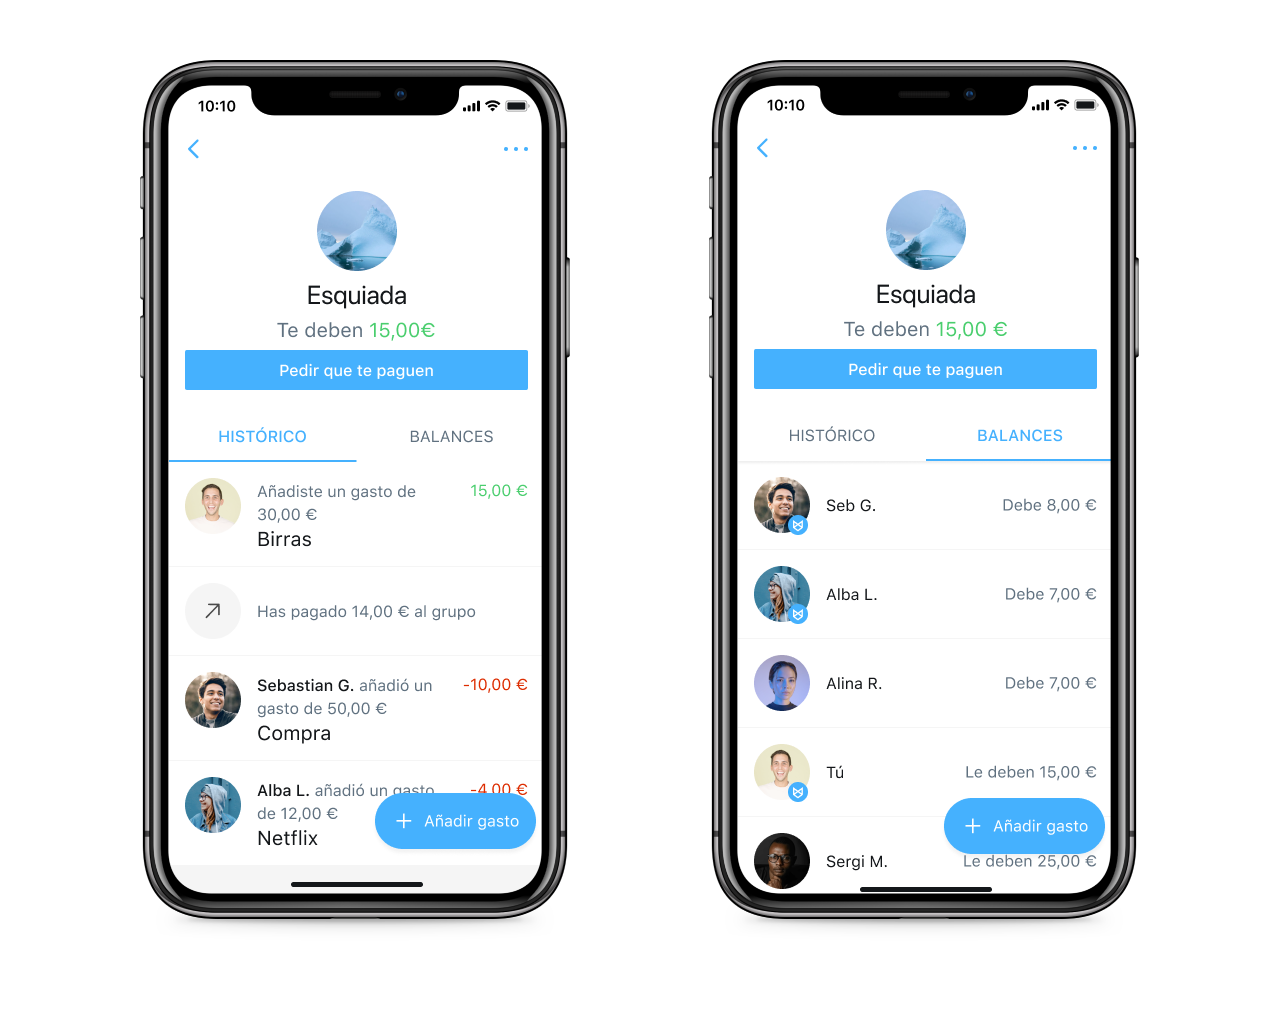 10:10
Esquiada
Te deben 15,00€
Pedir que te paguen
HISTÓRICO BALANCES
Añadiste un gasto de 15,00 €
30,00 €
Birras
Has pagado 14,00 € al grupo
Sebastian G. añadió un -10,00 €
gasto de 50,00 €
Compra
Alba L. añadió un gasto -4,00 €
de 12,00 €
Netflix
+ Añadir gasto
10:10
Esquiada
Te deben 15,00 €
Pedir que te paguen
HISTÓRICO BALANCES
Seb G. Debe 8,00 €
Alba L. Debe 7,00 €
Alina R. Debe 7,00 €
Tú Le deben 15,00 €
+ Añadir gasto
Sergi M. Le deben 25,00 €